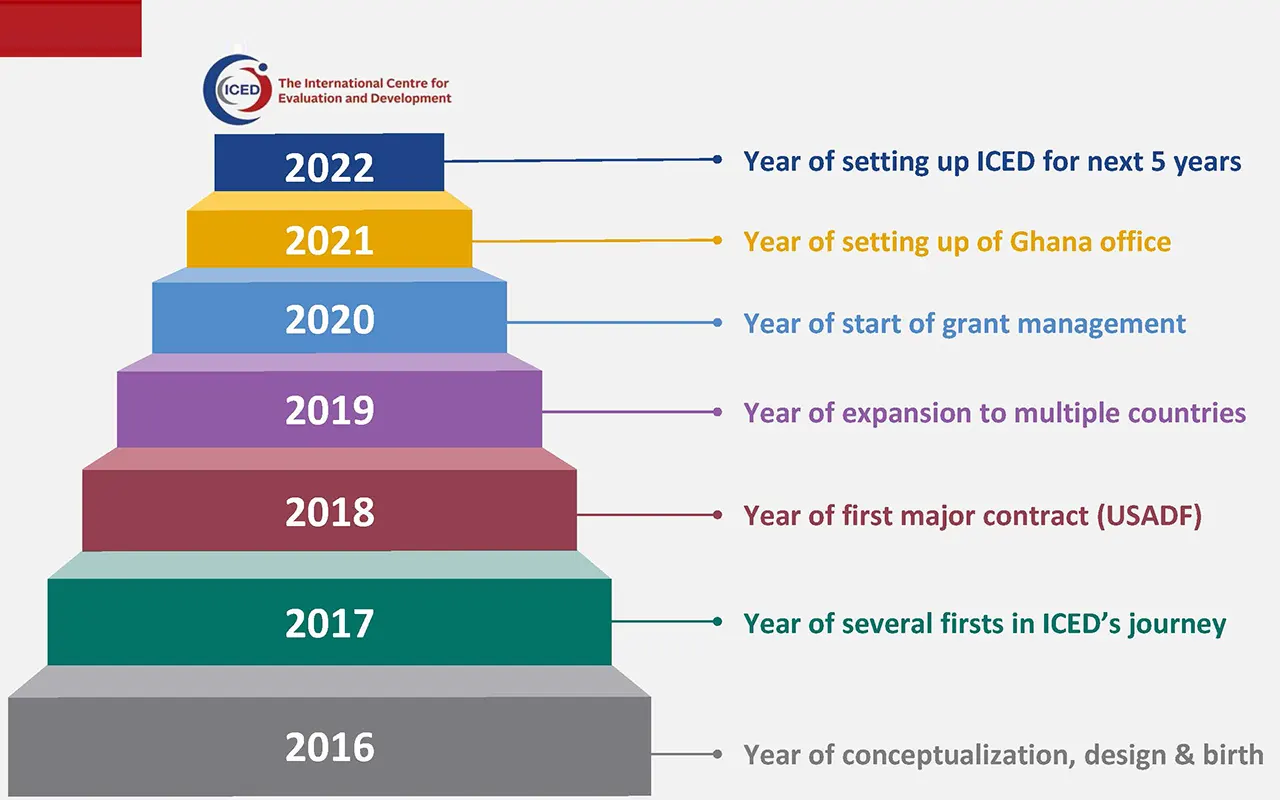 ICED
The International Centre for
Evaluation and Development
2022
Year of setting up ICED for next 5 years
2021
Year of setting up of Ghana office
2020
Year of start of grant management
2019
Year of expansion to multiple countries
2018
Year of first major contract (USADF)
2017
Year of several firsts in ICED’s journey
2016
Year of conceptualization, design & birth